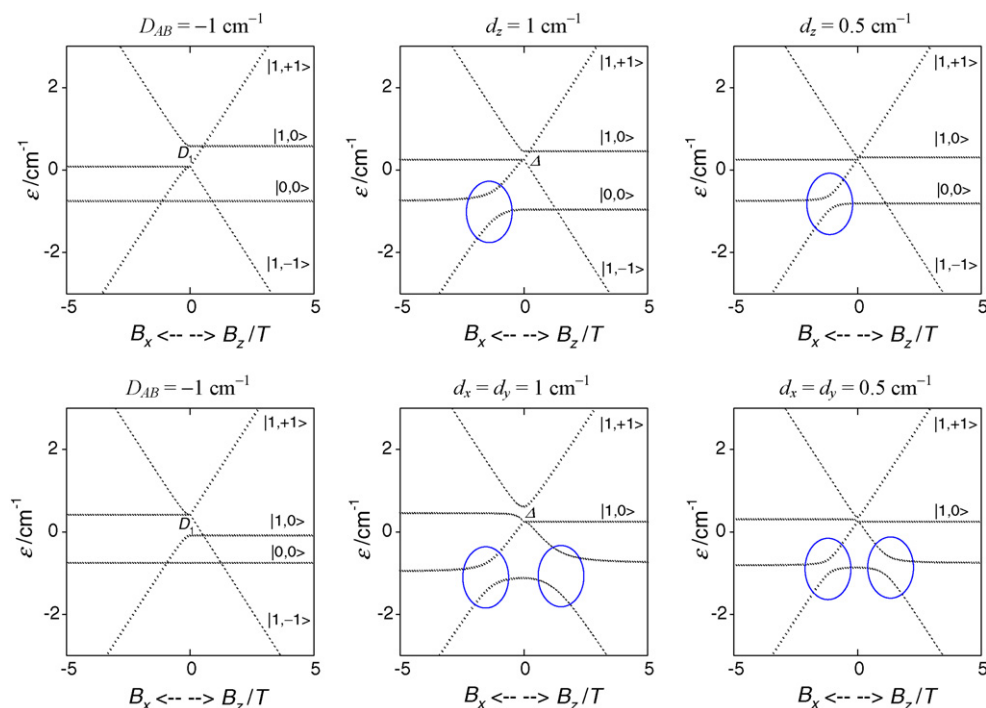 D_AB = −1 cm⁻¹
d_z = 1 cm⁻¹
d_z = 0.5 cm⁻¹
ε/cm⁻¹
2
0
-2
D₁
|1,+1>
|1,0>
|0,0>
|1,−1>
-5
0
5
B_x <-- --> B_z/T
ε/cm⁻¹
2
0
-2
Δ
|1,+1>
|1,0>
|0,0>
|1,−1>
-5
0
5
B_x <-- --> B_z/T
ε/cm⁻¹
2
0
-2
|1,+1>
|1,0>
|0,0>
|1,−1>
-5
0
5
B_x <-- --> B_z/T
D_AB = −1 cm⁻¹
d_x = d_y = 1 cm⁻¹
d_x = d_y = 0.5 cm⁻¹
ε/cm⁻¹
2
0
-2
D₁
|1,+1>
|1,0>
|0,0>
|1,−1>
-5
0
5
B_x <-- --> B_z/T
ε/cm⁻¹
2
0
-2
Δ
|1,+1>
|1,0>
-5
0
5
B_x <-- --> B_z/T
ε/cm⁻¹
2
0
-2
|1,+1>
|1,0>
-5
0
5
B_x <-- --> B_z/T